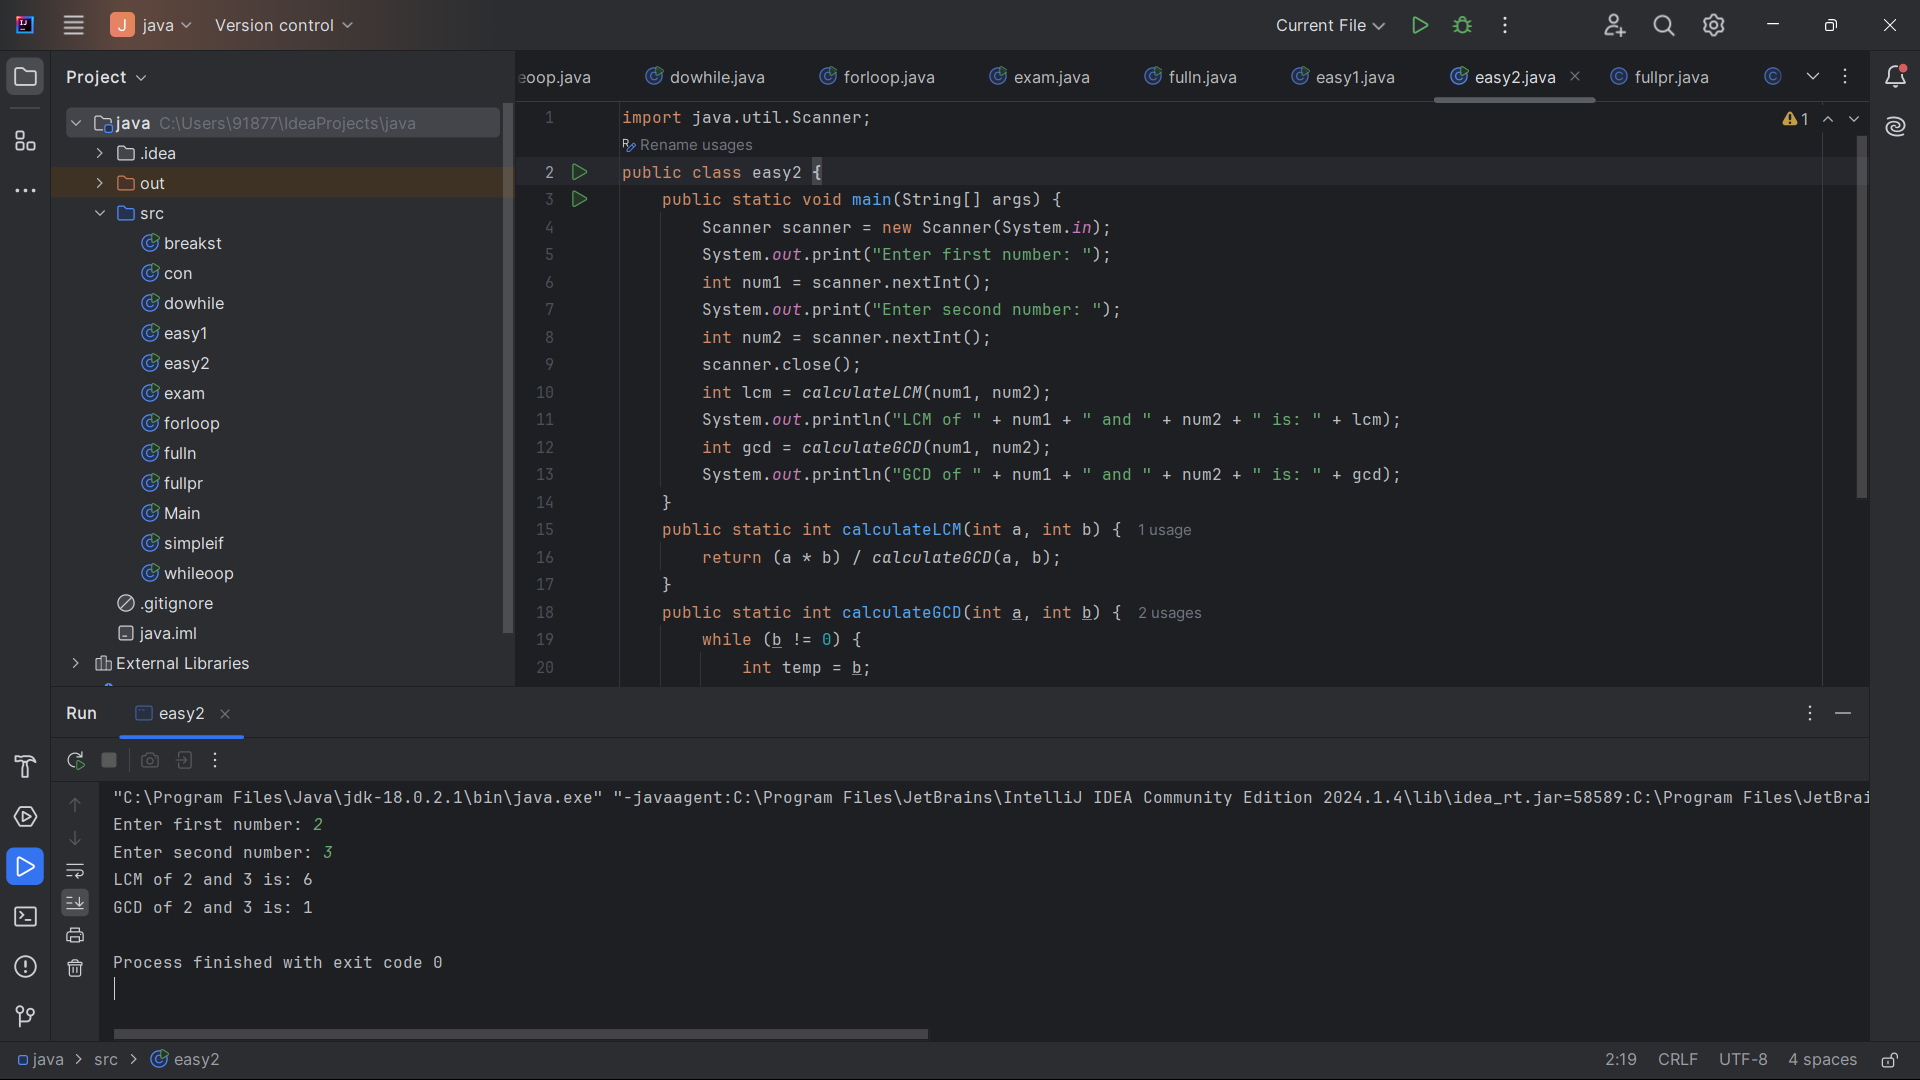 J java Version control Current File
Project
eoop.java dowhile.java forloop.java exam.java fulln.java easy1.java easy2.java fullpr.java
java C:\Users\91877\IdeaProjects\java
.idea
out
src
breakst
con
dowhile
easy1
easy2
exam
forloop
fulln
fullpr
Main
simpleif
whileoop
.gitignore
java.iml
External Libraries
1 import java.util.Scanner; 1
Rename usages
2 public class easy2 {
3 public static void main(String[] args) {
4 Scanner scanner = new Scanner(System.in);
5 System.out.print("Enter first number: ");
6 int num1 = scanner.nextInt();
7 System.out.print("Enter second number: ");
8 int num2 = scanner.nextInt();
9 scanner.close();
10 int lcm = calculateLCM(num1, num2);
11 System.out.println("LCM of " + num1 + " and " + num2 + " is: " + lcm);
12 int gcd = calculateGCD(num1, num2);
13 System.out.println("GCD of " + num1 + " and " + num2 + " is: " + gcd);
14 }
15 public static int calculateLCM(int a, int b) { 1 usage
16 return (a * b) / calculateGCD(a, b);
17 }
18 public static int calculateGCD(int a, int b) { 2 usages
19 while (b != 0) {
20 int temp = b;
Run easy2
"C:\Program Files\Java\jdk-18.0.2.1\bin\java.exe" "-javaagent:C:\Program Files\JetBrains\IntelliJ IDEA Community Edition 2024.1.4\lib\idea_rt.jar=58589:C:\Program Files\JetBrai
Enter first number: 2
Enter second number: 3
LCM of 2 and 3 is: 6
GCD of 2 and 3 is: 1
Process finished with exit code 0
java > src > easy2 2:19 CRLF UTF-8 4 spaces